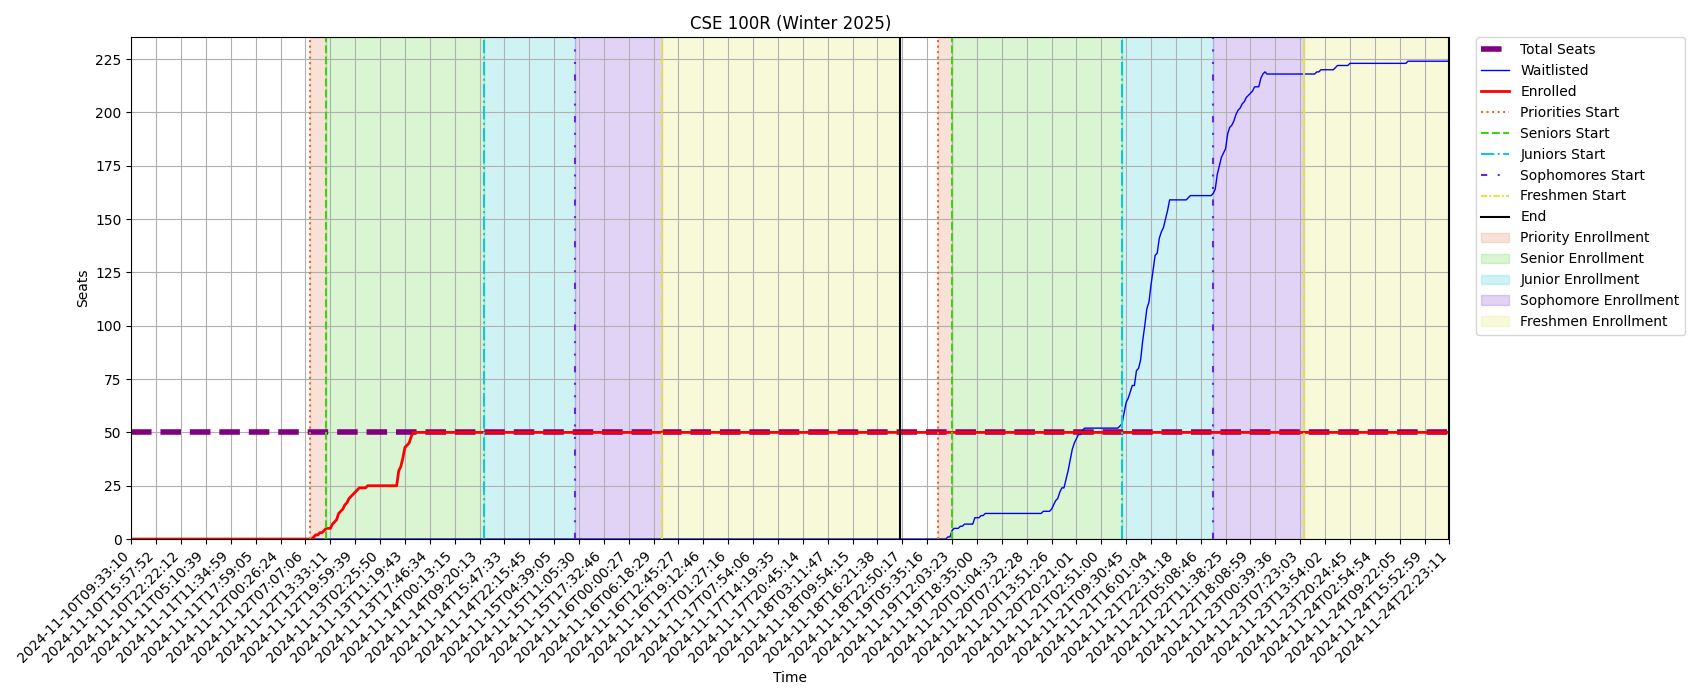 CSE 100R (Winter 2025)
Seats
225
200
175
150
125
100
75
50
25
0
2024-11-10T09:33:10
2024-11-10T15:57:52
2024-11-10T22:22:12
2024-11-11T05:10:39
2024-11-11T11:34:59
2024-11-11T17:59:05
2024-11-12T00:26:24
2024-11-12T07:07:06
2024-11-12T13:33:11
2024-11-12T19:59:39
2024-11-13T03:25:50
2024-11-13T11:19:43
2024-11-13T17:46:34
2024-11-14T00:13:15
2024-11-14T09:20:13
2024-11-14T15:47:33
2024-11-14T22:15:45
2024-11-15T04:39:05
2024-11-15T11:05:30
2024-11-15T17:32:46
2024-11-16T00:00:27
2024-11-16T06:18:29
2024-11-16T12:45:27
2024-11-16T19:12:46
2024-11-17T01:27:16
2024-11-17T07:54:06
2024-11-17T14:19:35
2024-11-17T20:45:14
2024-11-18T03:11:47
2024-11-18T09:54:15
2024-11-18T16:21:38
2024-11-18T22:50:17
2024-11-19T05:35:16
2024-11-19T12:03:23
2024-11-19T18:35:00
2024-11-20T01:04:33
2024-11-20T07:22:28
2024-11-20T13:51:26
2024-11-20T20:21:01
2024-11-21T02:51:00
2024-11-21T09:30:45
2024-11-21T16:01:04
2024-11-21T22:31:18
2024-11-22T05:08:46
2024-11-22T11:38:25
2024-11-22T18:08:59
2024-11-23T00:39:36
2024-11-23T07:23:03
2024-11-23T13:54:02
2024-11-23T20:24:45
2024-11-24T02:54:54
2024-11-24T09:22:05
2024-11-24T15:52:59
2024-11-24T22:23:11
Time
Total Seats
Waitlisted
Enrolled
Priorities Start
Seniors Start
Juniors Start
Sophomores Start
Freshmen Start
End
Priority Enrollment
Senior Enrollment
Junior Enrollment
Sophomore Enrollment
Freshmen Enrollment